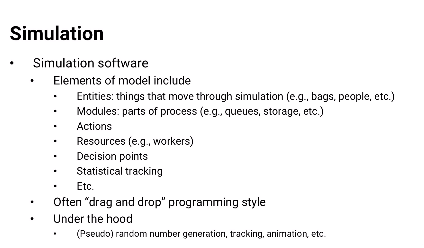 Simulation
• Simulation software
• Elements of model include
• Entities: things that move through simulation (e.g., bags, people, etc.)
• Modules: parts of process (e.g., queues, storage, etc.)
• Actions
• Resources (e.g., workers)
• Decision points
• Statistical tracking
• Etc.
• Often “drag and drop” programming style
• Under the hood
• (Pseudo) random number generation, tracking, animation, etc.